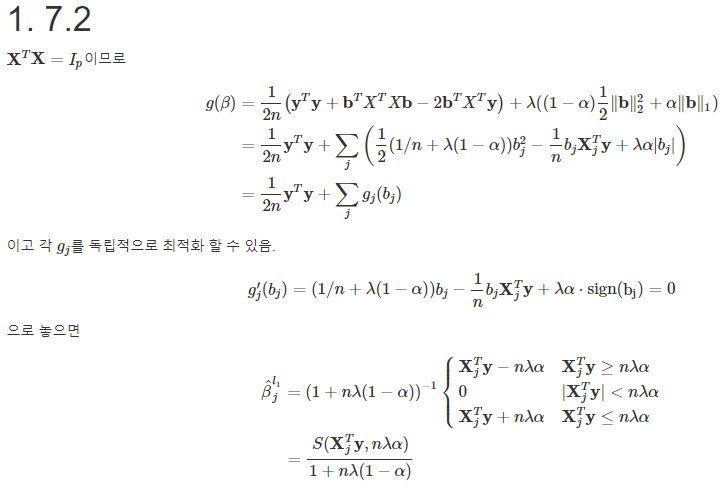 1. 7.2
$\mathbf{X}^T\mathbf{X} = I_p$이므로
$g(\beta) = \frac{1}{2n}\left(\mathbf{y}^T\mathbf{y} + \mathbf{b}^T X^T X\mathbf{b} - 2\mathbf{b}^T X^T\mathbf{y}\right) + \lambda((1-\alpha)\frac{1}{2}\|\mathbf{b}\|_2^2 + \alpha\|\mathbf{b}\|_1)$
$= \frac{1}{2n}\mathbf{y}^T\mathbf{y} + \sum_j\left(\frac{1}{2}(1/n + \lambda(1-\alpha))b_j^2 - \frac{1}{n}b_j\mathbf{X}_j^T\mathbf{y} + \lambda\alpha|b_j|\right)$
$= \frac{1}{2n}\mathbf{y}^T\mathbf{y} + \sum_j g_j(b_j)$
이고 각 $g_j$를 독립적으로 최적화 할 수 있음.
$g_j'(b_j) = (1/n + \lambda(1-\alpha))b_j - \frac{1}{n}b_j\mathbf{X}_j^T\mathbf{y} + \lambda\alpha \cdot \mathrm{sign}(\mathrm{b_j}) = 0$
으로 놓으면
$\hat{\beta}_j^{l_1} = (1 + n\lambda(1-\alpha))^{-1}\begin{cases}\mathbf{X}_j^T\mathbf{y} - n\lambda\alpha & \mathbf{X}_j^T\mathbf{y} \geq n\lambda\alpha \\ 0 & |\mathbf{X}_j^T\mathbf{y}| < n\lambda\alpha \\ \mathbf{X}_j^T\mathbf{y} + n\lambda\alpha & \mathbf{X}_j^T\mathbf{y} \leq n\lambda\alpha\end{cases}$
$= \frac{S(\mathbf{X}_j^T\mathbf{y}, n\lambda\alpha)}{1 + n\lambda(1-\alpha)}$